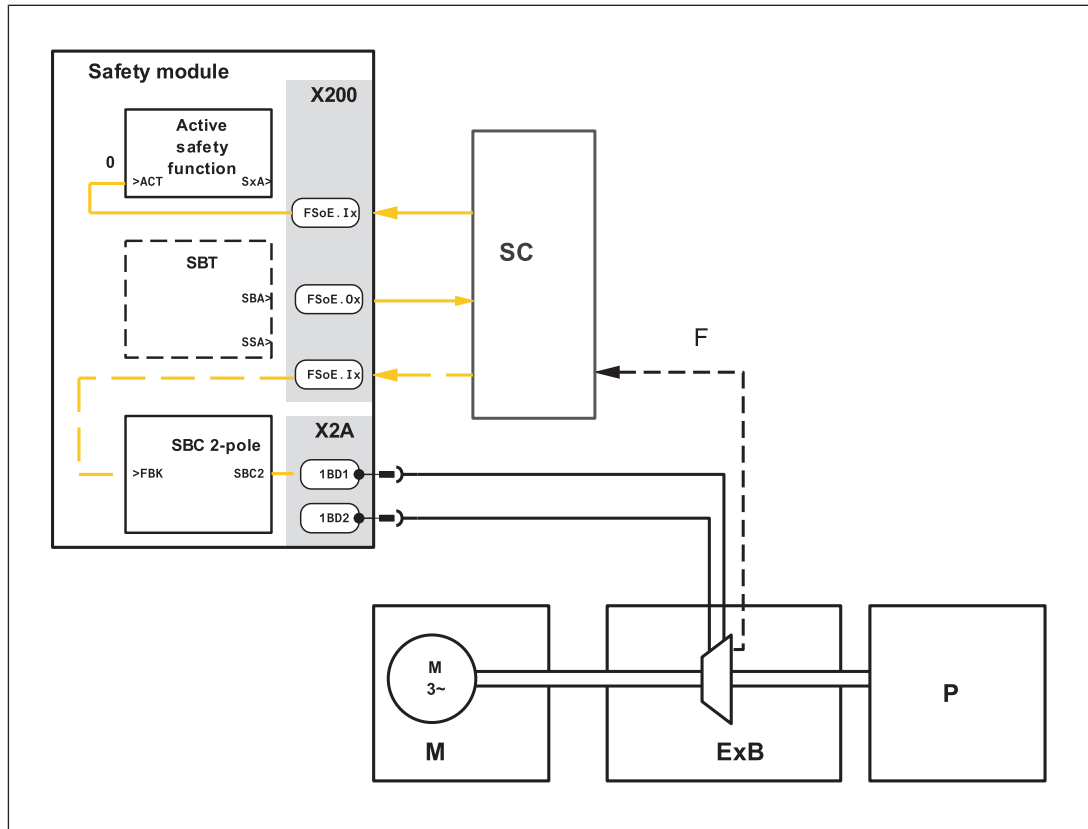 Safety module
X200
Active
safety
function
0
>ACT
SxA>
FSoE.Ix
SC
SBT
SBA>
FSoE.Ox
SSA>
F
FSoE.Ix
X2A
SBC 2-pole
>FBK
SBC2
1BD1
1BD2
M
3~
M
ExB
P